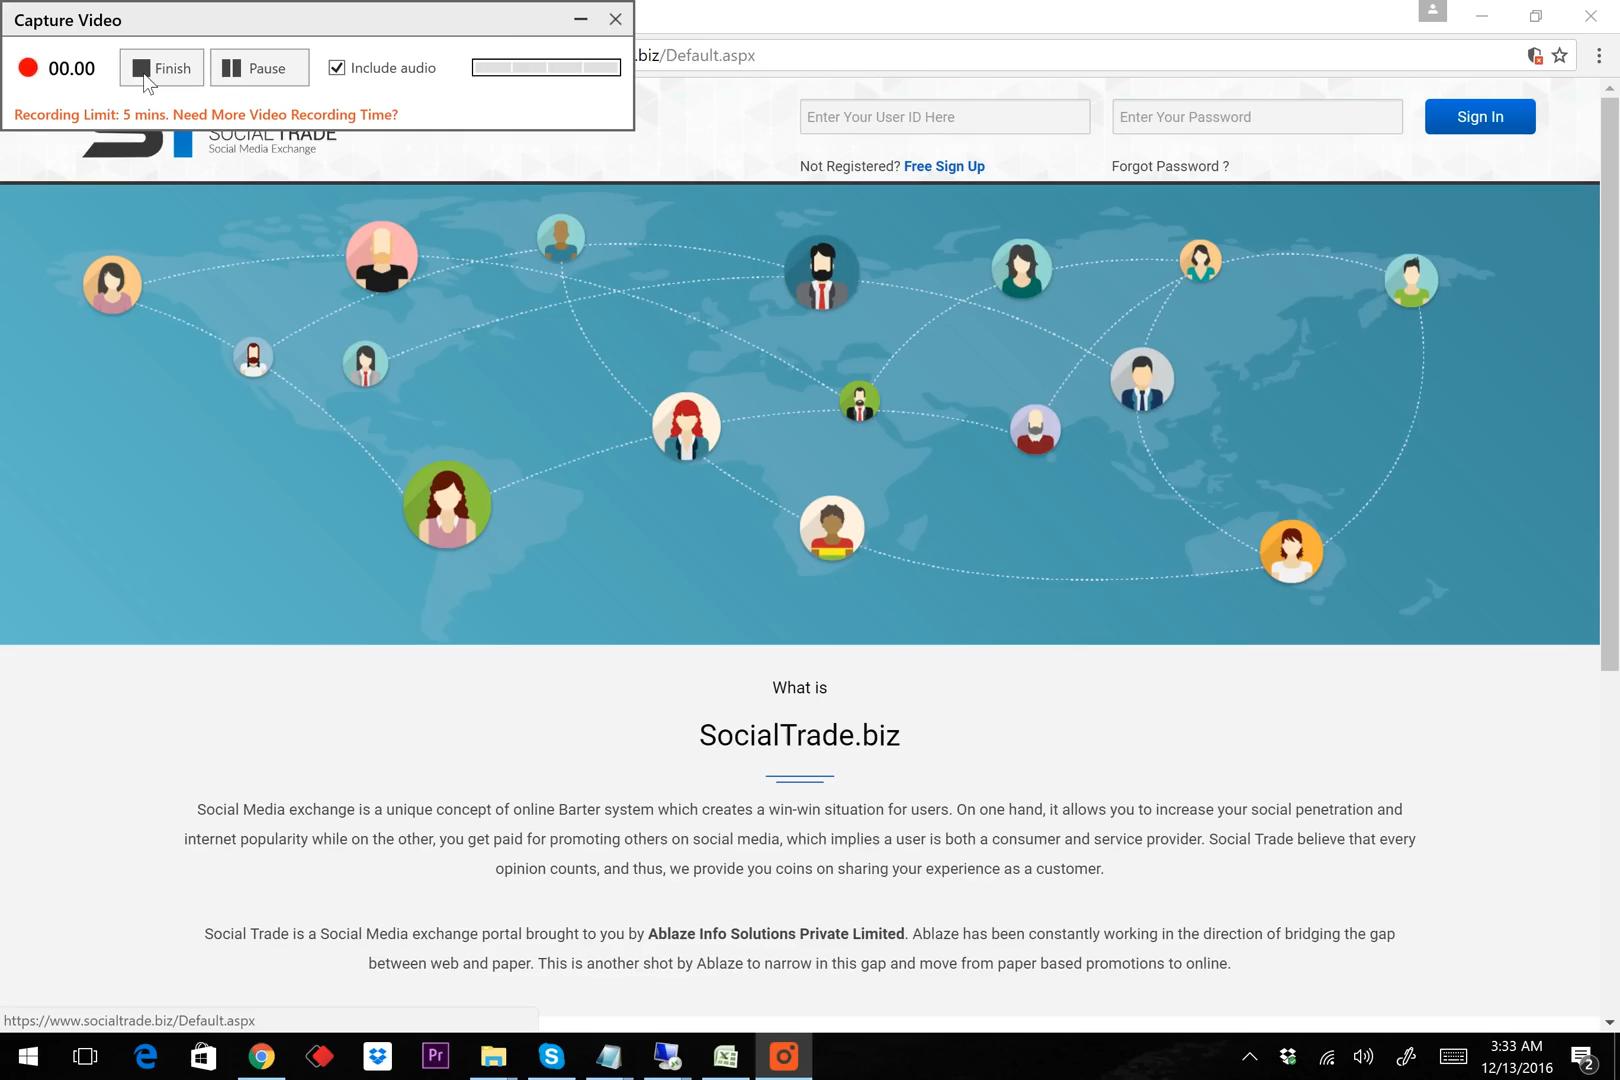 Capture Video
00.00
Finish
Pause
Include audio
Recording Limit: 5 mins. Need More Video Recording Time?
.biz/Default.aspx
SOCIAL TRADE
Social Media Exchange
Enter Your User ID Here
Enter Your Password
Sign In
Not Registered? Free Sign Up
Forgot Password ?
What is
SocialTrade.biz
Social Media exchange is a unique concept of online Barter system which creates a win-win situation for users. On one hand, it allows you to increase your social penetration and
internet popularity while on the other, you get paid for promoting others on social media, which implies a user is both a consumer and service provider. Social Trade believe that every
opinion counts, and thus, we provide you coins on sharing your experience as a customer.
Social Trade is a Social Media exchange portal brought to you by Ablaze Info Solutions Private Limited. Ablaze has been constantly working in the direction of bridging the gap
between web and paper. This is another shot by Ablaze to narrow in this gap and move from paper based promotions to online.
https://www.socialtrade.biz/Default.aspx
Pr
3:33 AM
12/13/2016
2